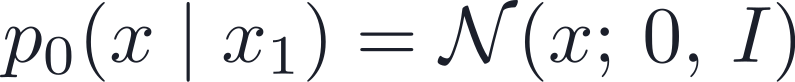 p₀(x | x₁) = 𝒩(x; 0, I)